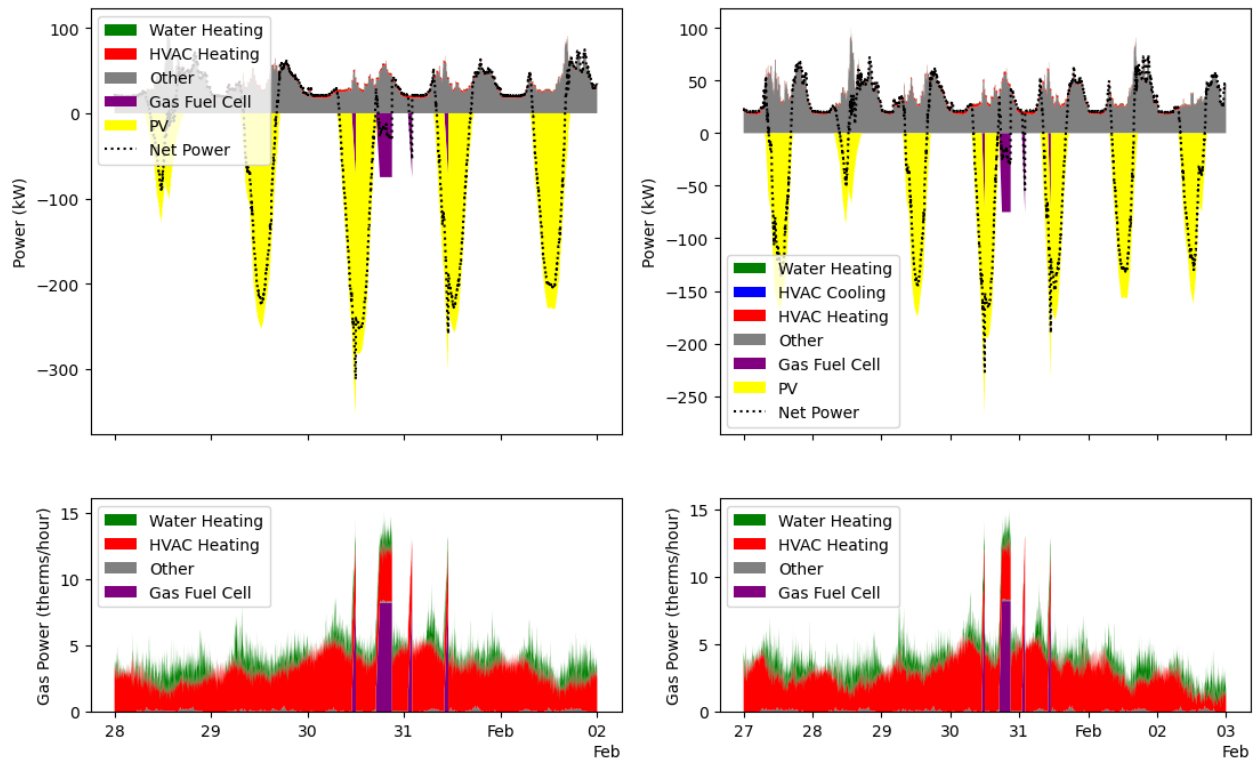 100
0
−100
−200
−300
Power (kW)
Water Heating
HVAC Heating
Other
Gas Fuel Cell
PV
Net Power
100
50
0
−50
−100
−150
−200
−250
Power (kW)
Water Heating
HVAC Cooling
HVAC Heating
Other
Gas Fuel Cell
PV
Net Power
15
10
5
0
Gas Power (therms/hour)
Water Heating
HVAC Heating
Other
Gas Fuel Cell
28 29 30 31 Feb 02
Feb
15
10
5
0
Gas Power (therms/hour)
Water Heating
HVAC Heating
Other
Gas Fuel Cell
27 28 29 30 31 Feb 02 03
Feb